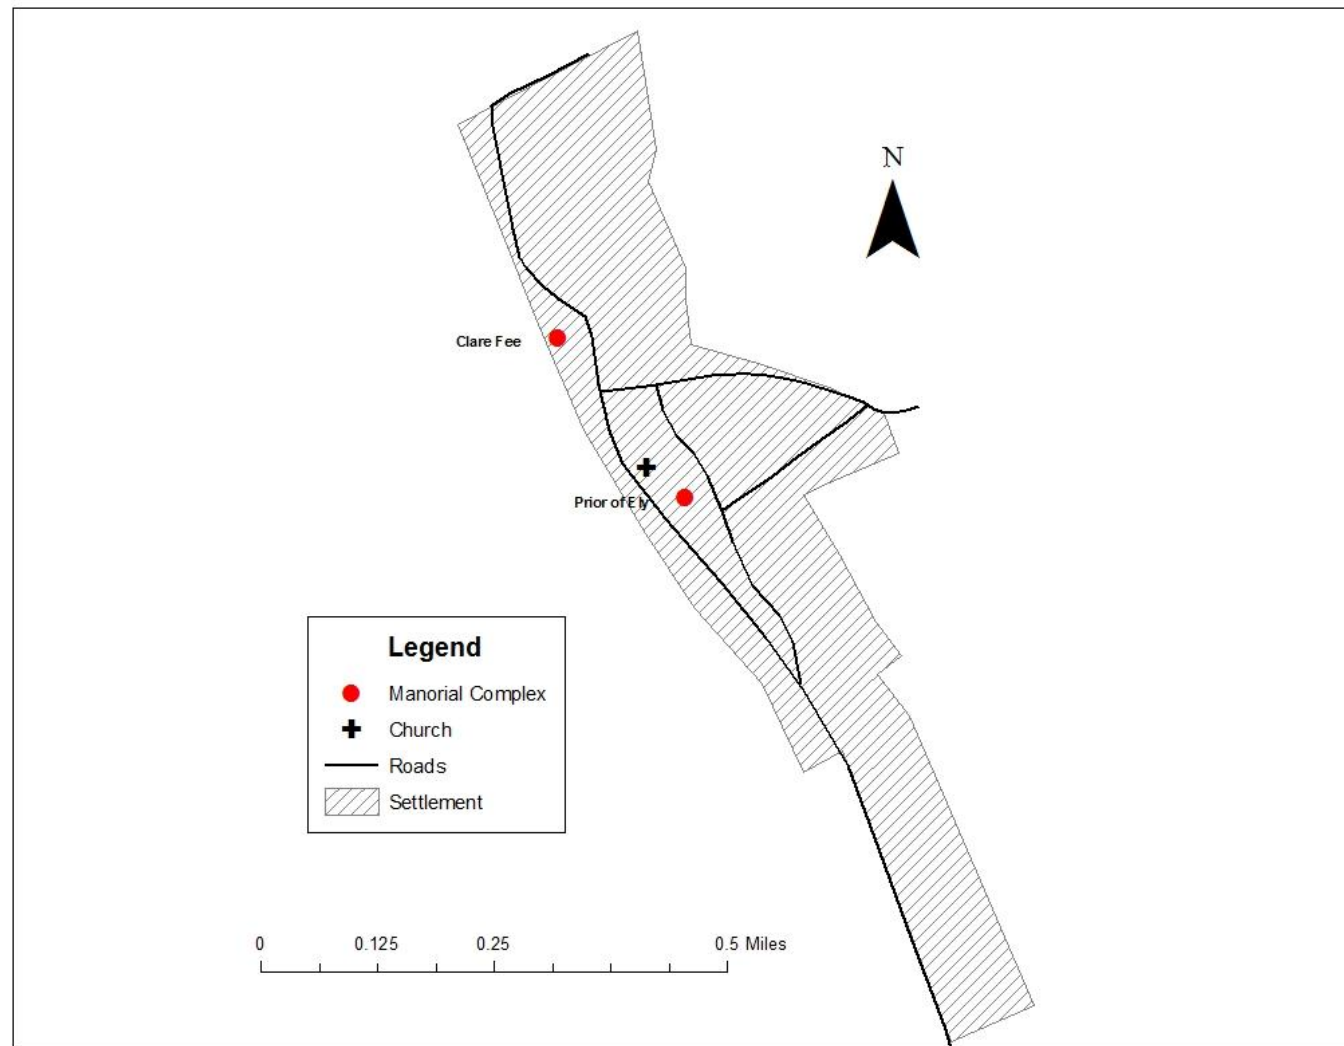 N
Clare Fee
Prior of Ely
Legend
Manorial Complex
Church
Roads
Settlement
0 0.125 0.25 0.5 Miles